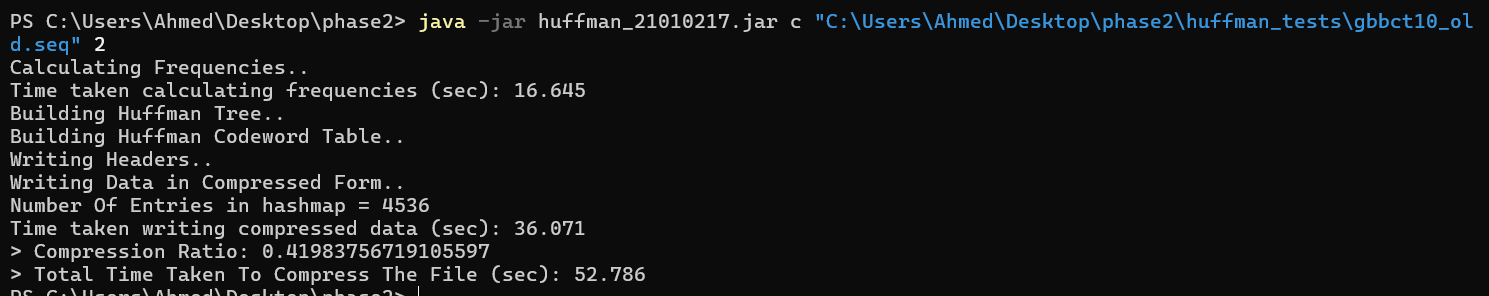 PS C:\Users\Ahmed\Desktop\phase2> java -jar huffman_21010217.jar c "C:\Users\Ahmed\Desktop\phase2\huffman_tests\gbbct10_ol
d.seq" 2
Calculating Frequencies..
Time taken calculating frequencies (sec): 16.645
Building Huffman Tree..
Building Huffman Codeword Table..
Writing Headers..
Writing Data in Compressed Form..
Number Of Entries in hashmap = 4536
Time taken writing compressed data (sec): 36.071
> Compression Ratio: 0.41983756719105597
> Total Time Taken To Compress The File (sec): 52.786
PS C:\Users\Ahmed\Desktop\phase2>